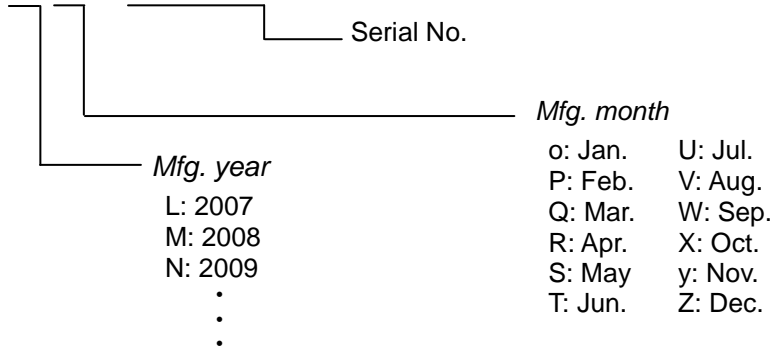 Serial No.
Mfg. month
o: Jan. U: Jul.
P: Feb. V: Aug.
Q: Mar. W: Sep.
R: Apr. X: Oct.
S: May y: Nov.
T: Jun. Z: Dec.
Mfg. year
L: 2007
M: 2008
N: 2009